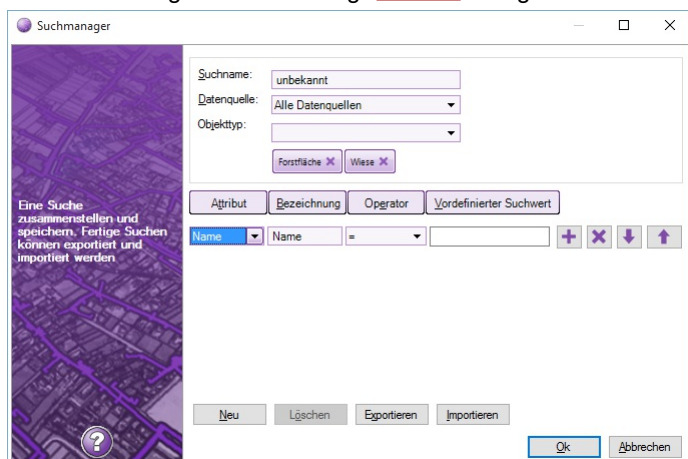 Suchmanager
Suchname:
unbekannt
Datenquelle:
Alle Datenquellen
Objekttyp:
Forstfläche
Wiese
Eine Suche
zusammenstellen und
speichern. Fertige Suchen
können exportiert und
importiert werden
Attribut Bezeichnung Operator Vordefinierter Suchwert
Name Name =
Neu Löschen Exportieren Importieren
?
Ok Abbrechen